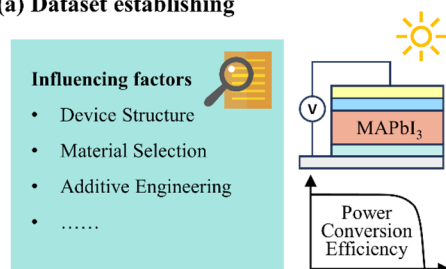 (a) Dataset establishing
Influencing factors
• Device Structure
• Material Selection
• Additive Engineering
• ......
V
MAPbI₃
Power
Conversion
Efficiency